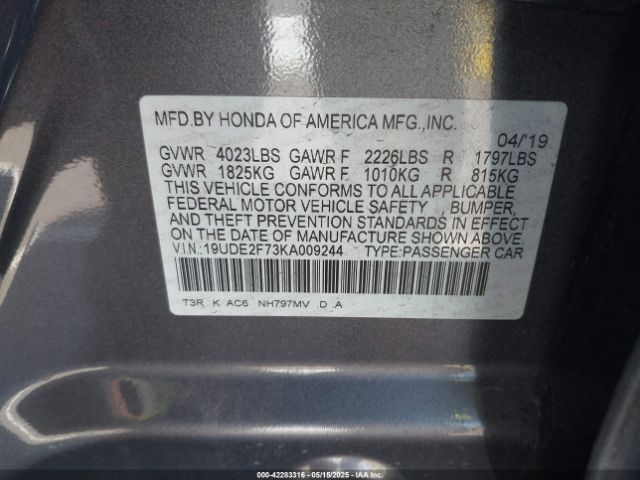 MFD.BY HONDA OF AMERICA MFG.,INC.
04/'19
GVWR 4023LBS GAWR F 2226LBS R 1797LBS
GVWR 1825KG GAWR F 1010KG R 815KG
THIS VEHICLE CONFORMS TO ALL APPLICABLE
FEDERAL MOTOR VEHICLE SAFETY , BUMPER,
AND THEFT PREVENTION STANDARDS IN EFFECT
ON THE DATE OF MANUFACTURE SHOWN ABOVE.
V.I.N.: 19UDE2F73KA009244 TYPE:PASSENGER CAR
T3R K AC6 NH797MV .D .A
000-42283316 - 05/15/2025 - IAA Inc.